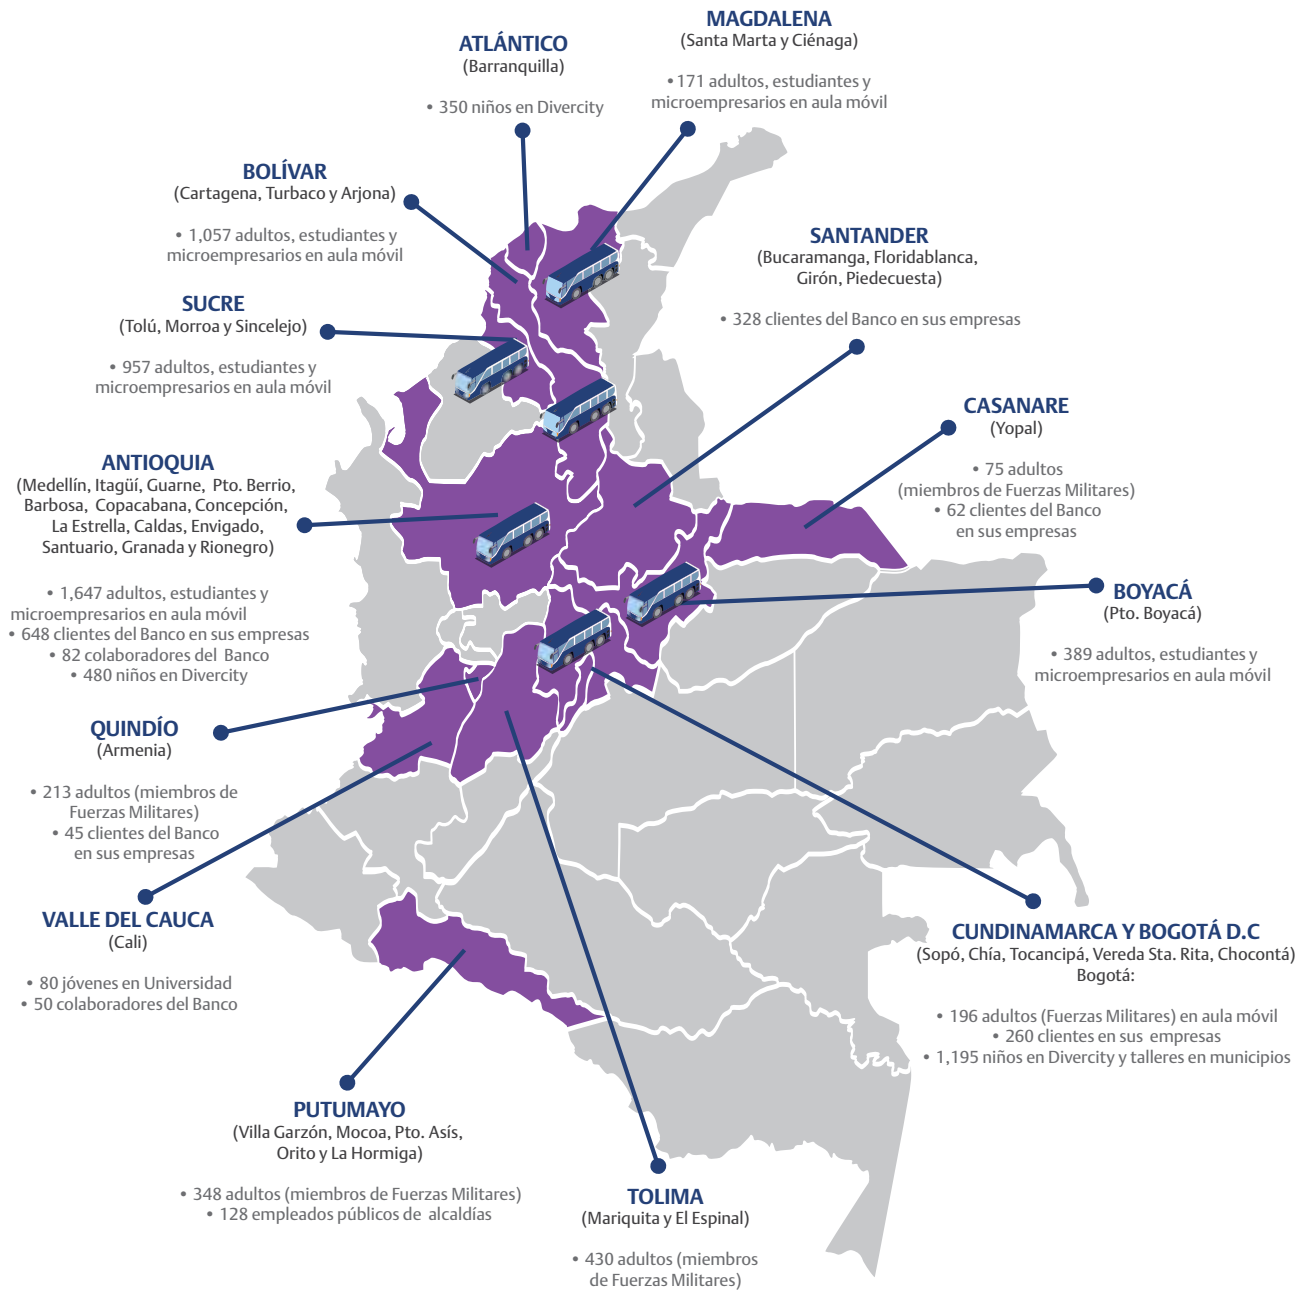 MAGDALENA
(Santa Marta y Ciénaga)
• 171 adultos, estudiantes y
microempresarios en aula móvil
ATLÁNTICO
(Barranquilla)
• 350 niños en Divercity
BOLÍVAR
(Cartagena, Turbaco y Arjona)
• 1,057 adultos, estudiantes y
microempresarios en aula móvil
SANTANDER
(Bucaramanga, Floridablanca,
Girón, Piedecuesta)
• 328 clientes del Banco en sus empresas
SUCRE
(Tolú, Morroa y Sincelejo)
• 957 adultos, estudiantes y
microempresarios en aula móvil
CASANARE
(Yopal)
• 75 adultos
(miembros de Fuerzas Militares)
• 62 clientes del Banco
en sus empresas
ANTIOQUIA
(Medellín, Itagüí, Guarne, Pto. Berrio,
Barbosa, Copacabana, Concepción,
La Estrella, Caldas, Envigado,
Santuario, Granada y Rionegro)
• 1,647 adultos, estudiantes y
microempresarios en aula móvil
• 648 clientes del Banco en sus empresas
• 82 colaboradores del Banco
• 480 niños en Divercity
BOYACÁ
(Pto. Boyacá)
• 389 adultos, estudiantes y
microempresarios en aula móvil
QUINDÍO
(Armenia)
• 213 adultos (miembros de
Fuerzas Militares)
• 45 clientes del Banco
en sus empresas
VALLE DEL CAUCA
(Cali)
• 80 jóvenes en Universidad
• 50 colaboradores del Banco
CUNDINAMARCA Y BOGOTÁ D.C
(Sopó, Chía, Tocancipá, Vereda Sta. Rita, Chocontá)
Bogotá:
• 196 adultos (Fuerzas Militares) en aula móvil
• 260 clientes en sus empresas
• 1,195 niños en Divercity y talleres en municipios
PUTUMAYO
(Villa Garzón, Mocoa, Pto. Asís,
Orito y La Hormiga)
• 348 adultos (miembros de Fuerzas Militares)
• 128 empleados públicos de alcaldías
TOLIMA
(Mariquita y El Espinal)
• 430 adultos (miembros
de Fuerzas Militares)